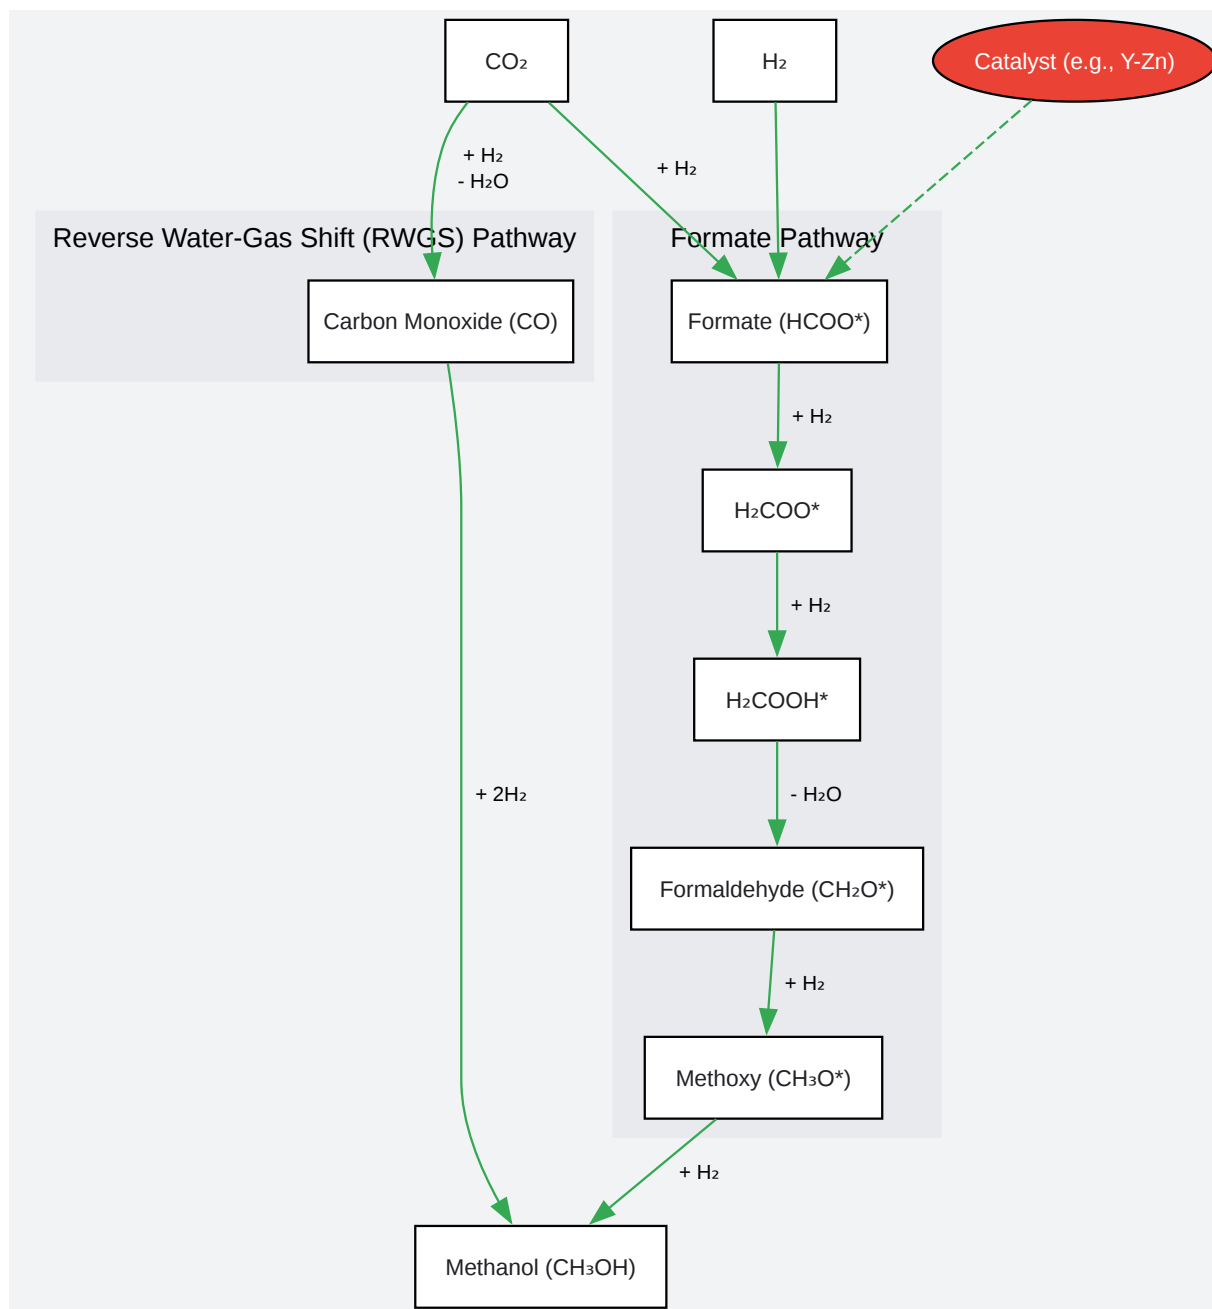 CO₂
H₂
Catalyst (e.g., Y-Zn)
+ H₂
- H₂O
+ H₂
Reverse Water-Gas Shift (RWGS) Pathway
Formate Pathway
Carbon Monoxide (CO)
Formate (HCOO*)
+ H₂
H₂COO*
+ H₂
H₂COOH*
+ 2H₂
- H₂O
Formaldehyde (CH₂O*)
+ H₂
Methoxy (CH₃O*)
+ H₂
Methanol (CH₃OH)